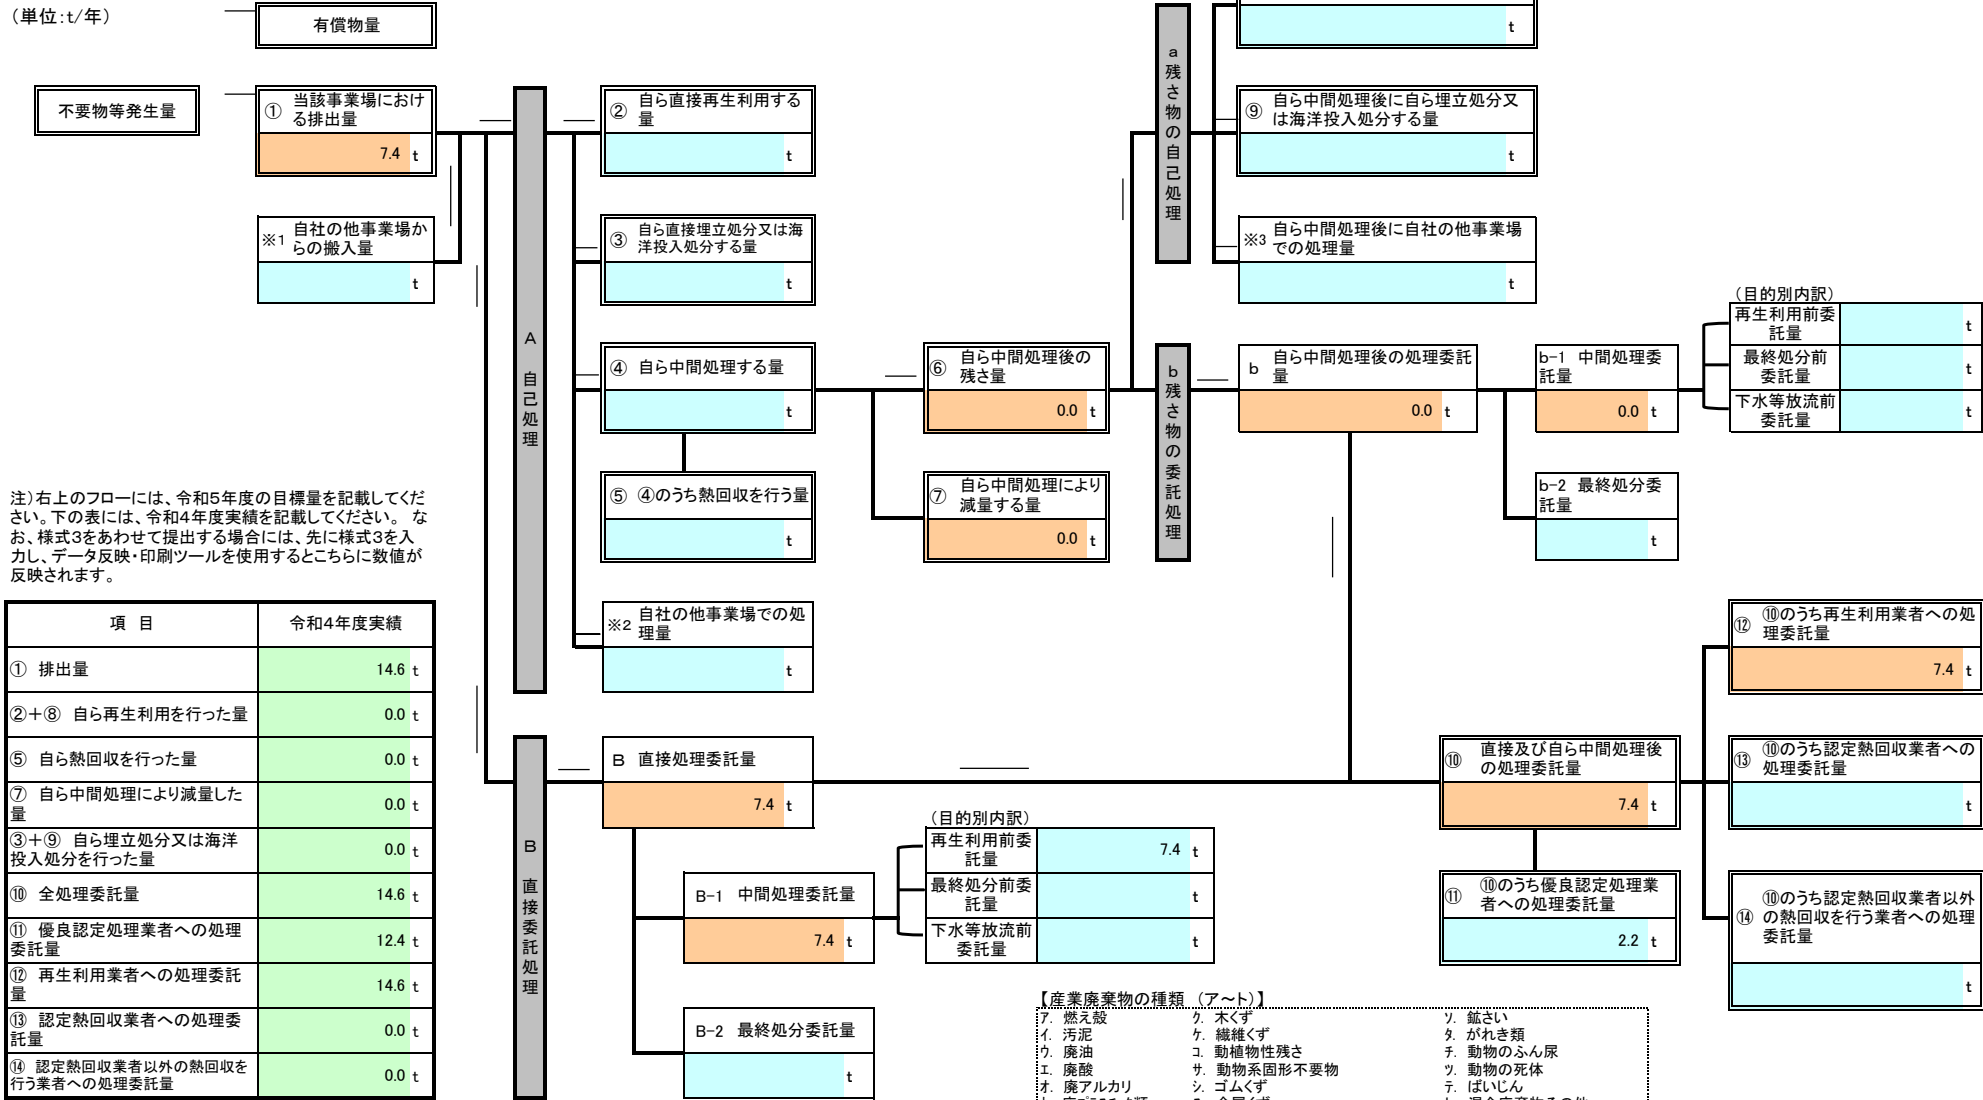 （単位：t/年）
有償物量
t
不要物等発生量
① 当該事業場におけ
る排出量
7.4 t
※1 自社の他事業場か
らの搬入量
t
A 自己処理
② 自ら直接再生利用する
量
t
③ 自ら直接埋立処分又は海
洋投入処分する量
t
④ 自ら中間処理する量
t
⑤ ④のうち熱回収を行う量
t
※2 自社の他事業場での処
理量
t
⑥ 自ら中間処理後の
残さ量
0.0 t
⑦ 自ら中間処理により
減量する量
0.0 t
a 残さ物の自己処理
⑨ 自ら中間処理後に自ら埋立処分又
は海洋投入処分する量
t
※3 自ら中間処理後に自社の他事業場
での処理量
t
b 残さ物の委託処理
b 自ら中間処理後の処理委託
量
0.0 t
b-1 中間処理委
託量
0.0 t
b-2 最終処分委
託量
t
（目的別内訳）
再生利用前委
託量
t
最終処分前
委託量
t
下水等放流前
委託量
t
注）右上のフローには、令和5年度の目標量を記載してくだ
さい。下の表には、令和4年度実績を記載してください。 な
お、様式3をあわせて提出する場合には、先に様式3を入
力し、データ反映・印刷ツールを使用するとこちらに数値が
反映されます。
項 目 令和4年度実績
① 排出量 14.6 t
②＋⑧ 自ら再生利用を行った量 0.0 t
⑤ 自ら熱回収を行った量 0.0 t
⑦ 自ら中間処理により減量した
量 0.0 t
③＋⑨ 自ら埋立処分又は海洋
投入処分を行った量 0.0 t
⑩ 全処理委託量 14.6 t
⑪ 優良認定処理業者への処理
委託量 12.4 t
⑫ 再生利用業者への処理委託
量 14.6 t
⑬ 認定熱回収業者への処理委
託量 0.0 t
⑭ 認定熱回収業者以外の熱回収を
行う業者への処理委託量 0.0 t
B 直接委託処理
B 直接処理委託量
7.4 t
B-1 中間処理委託量
7.4 t
B-2 最終処分委託量
t
（目的別内訳）
再生利用前委
託量
7.4 t
最終処分前委
託量
t
下水等放流前
委託量
t
⑩ 直接及び自ら中間処理後
の処理委託量
7.4 t
⑪ ⑩のうち優良認定処理業
者への処理委託量
2.2 t
⑫ ⑩のうち再生利用業者への処
理委託量
7.4 t
⑬ ⑩のうち認定熱回収業者への
処理委託量
t
⑭ ⑩のうち認定熱回収業者以外
の熱回収を行う業者への処理
委託量
t
【産業廃棄物の種類 （ア～ト）】
ア. 燃え殻 ク. 木くず ソ. 鉱さい
イ. 汚泥 ケ. 繊維くず タ. がれき類
ウ. 廃油 コ. 動植物性残さ チ. 動物のふん尿
エ. 廃酸 サ. 動物系固形不要物 ツ. 動物の死体
オ. 廃アルカリ シ. ゴムくず テ. ばいじん